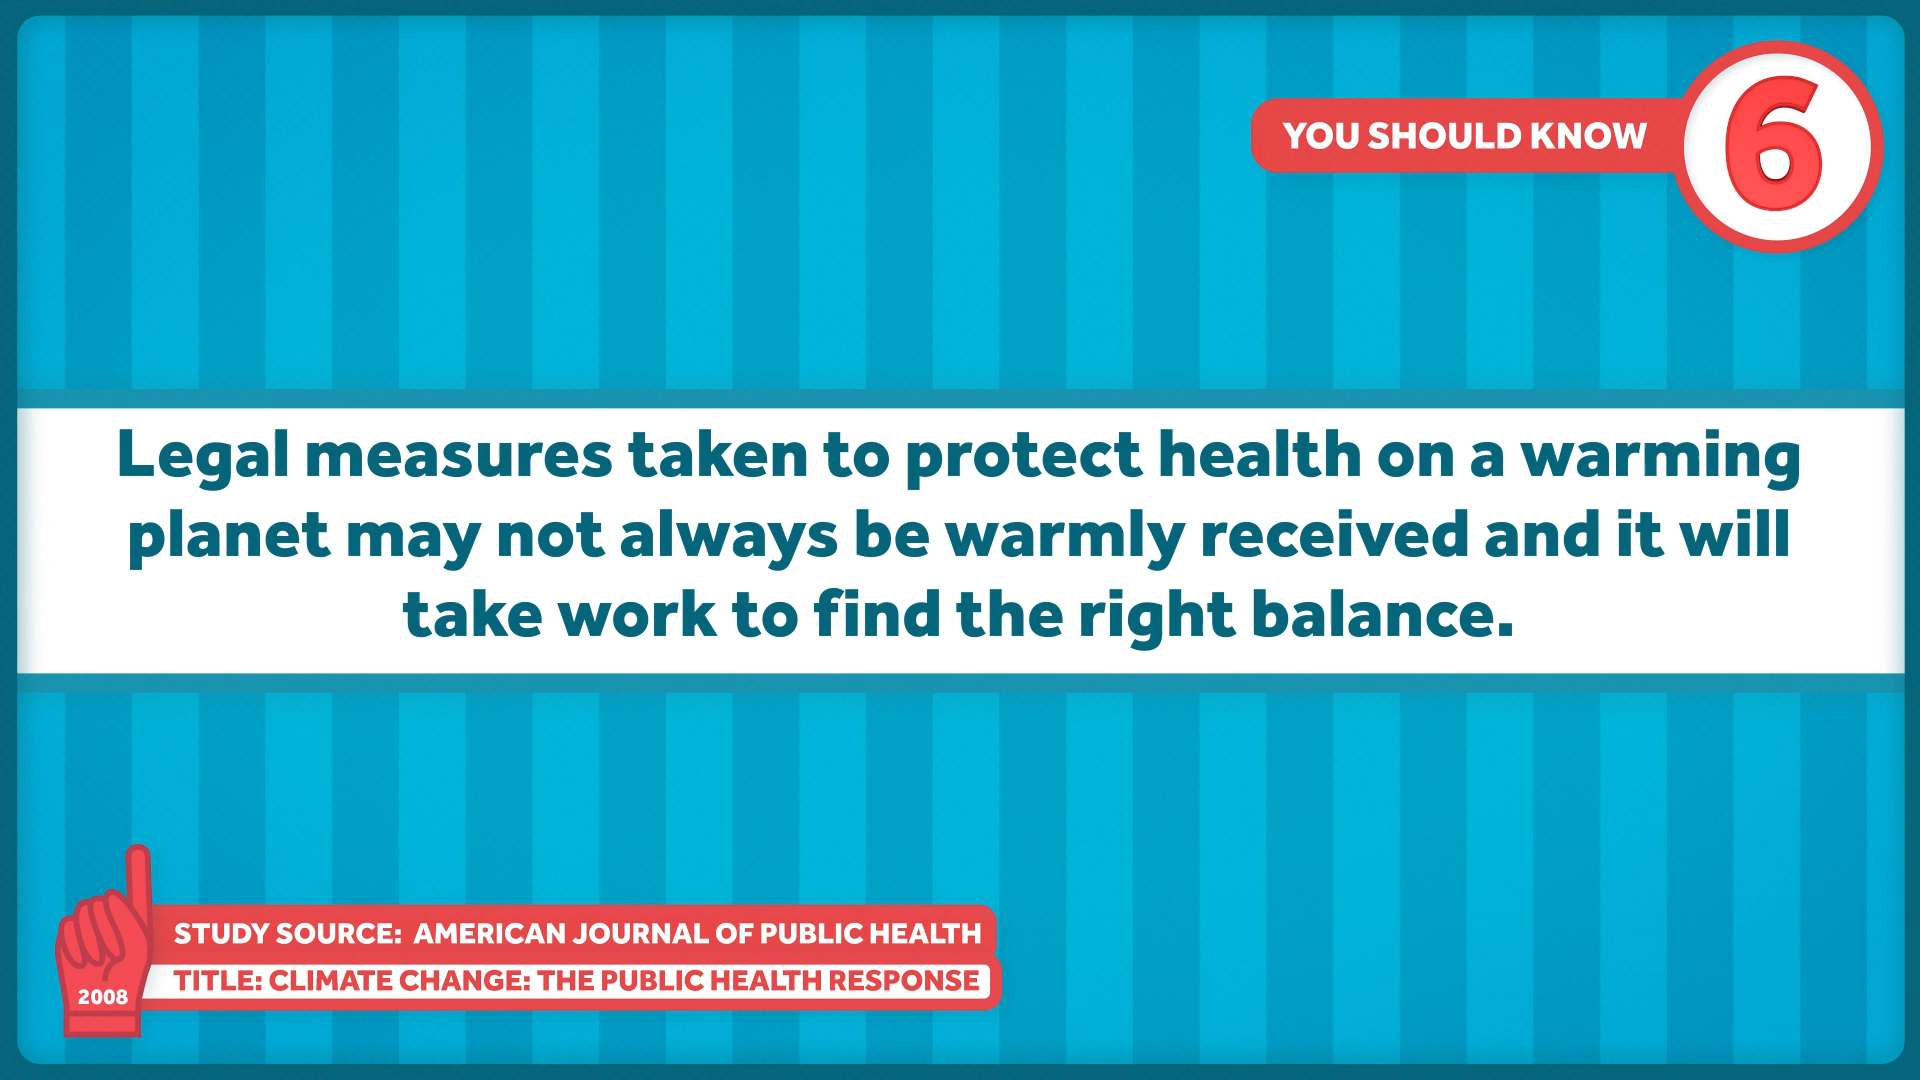 YOU SHOULD KNOW
6
Legal measures taken to protect health on a warming
planet may not always be warmly received and it will
take work to find the right balance.
STUDY SOURCE: AMERICAN JOURNAL OF PUBLIC HEALTH
TITLE: CLIMATE CHANGE: THE PUBLIC HEALTH RESPONSE
2008